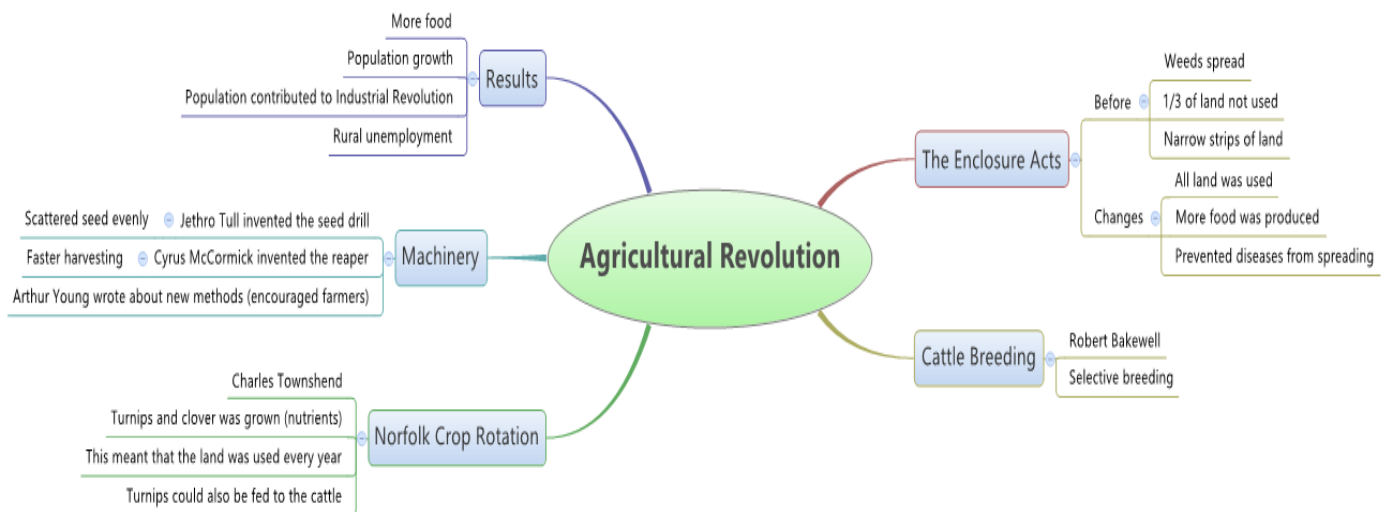 Agricultural Revolution
Results
More food
Population growth
Population contributed to Industrial Revolution
Rural unemployment
Machinery
Scattered seed evenly
Jethro Tull invented the seed drill
Faster harvesting
Cyrus McCormick invented the reaper
Arthur Young wrote about new methods (encouraged farmers)
Norfolk Crop Rotation
Charles Townshend
Turnips and clover was grown (nutrients)
This meant that the land was used every year
Turnips could also be fed to the cattle
The Enclosure Acts
Before
Weeds spread
1/3 of land not used
Narrow strips of land
Changes
All land was used
More food was produced
Prevented diseases from spreading
Cattle Breeding
Robert Bakewell
Selective breeding